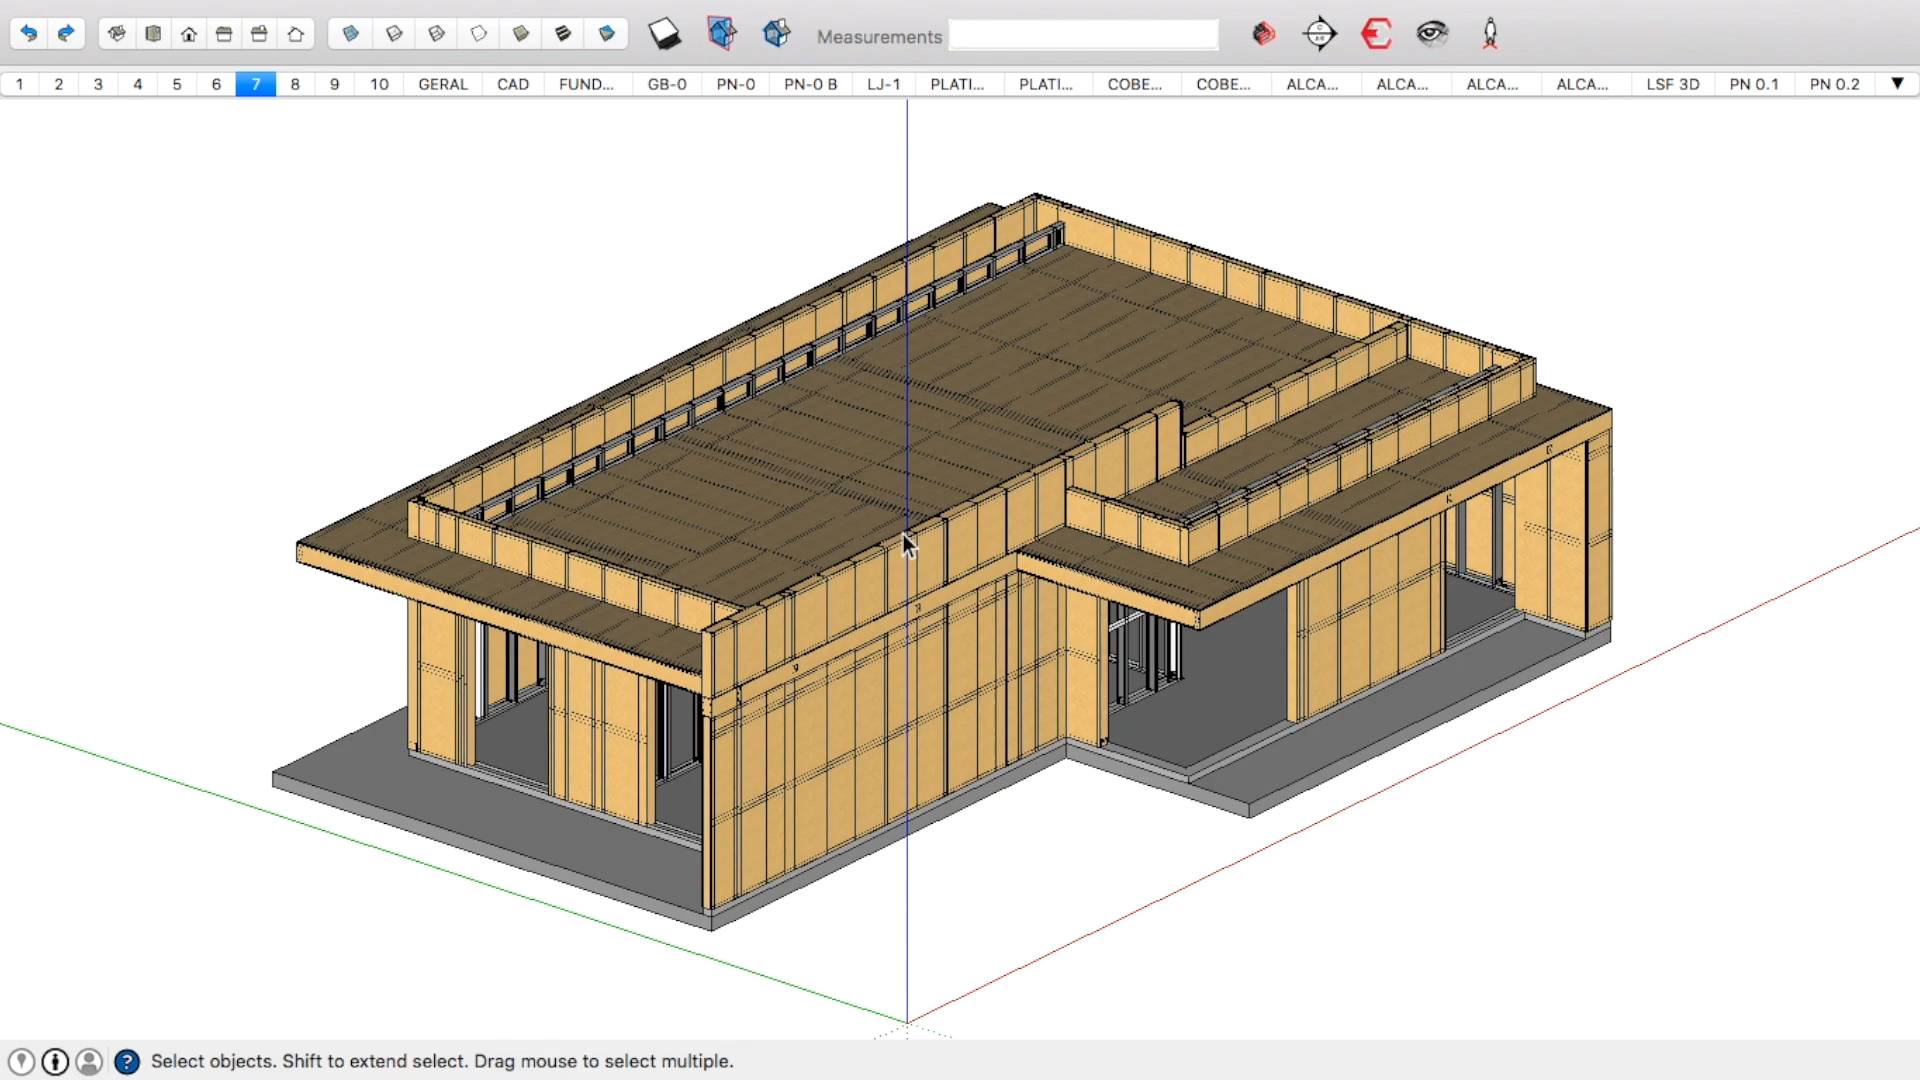 Measurements
1 2 3 4 5 6 7 8 9 10 GERAL CAD FUND... GB-0 PN-0 PN-0 B LJ-1 PLATI... PLATI... COBE... COBE... ALCA... ALCA... ALCA... ALCA... LSF 3D PN 0.1 PN 0.2
Select objects. Shift to extend select. Drag mouse to select multiple.